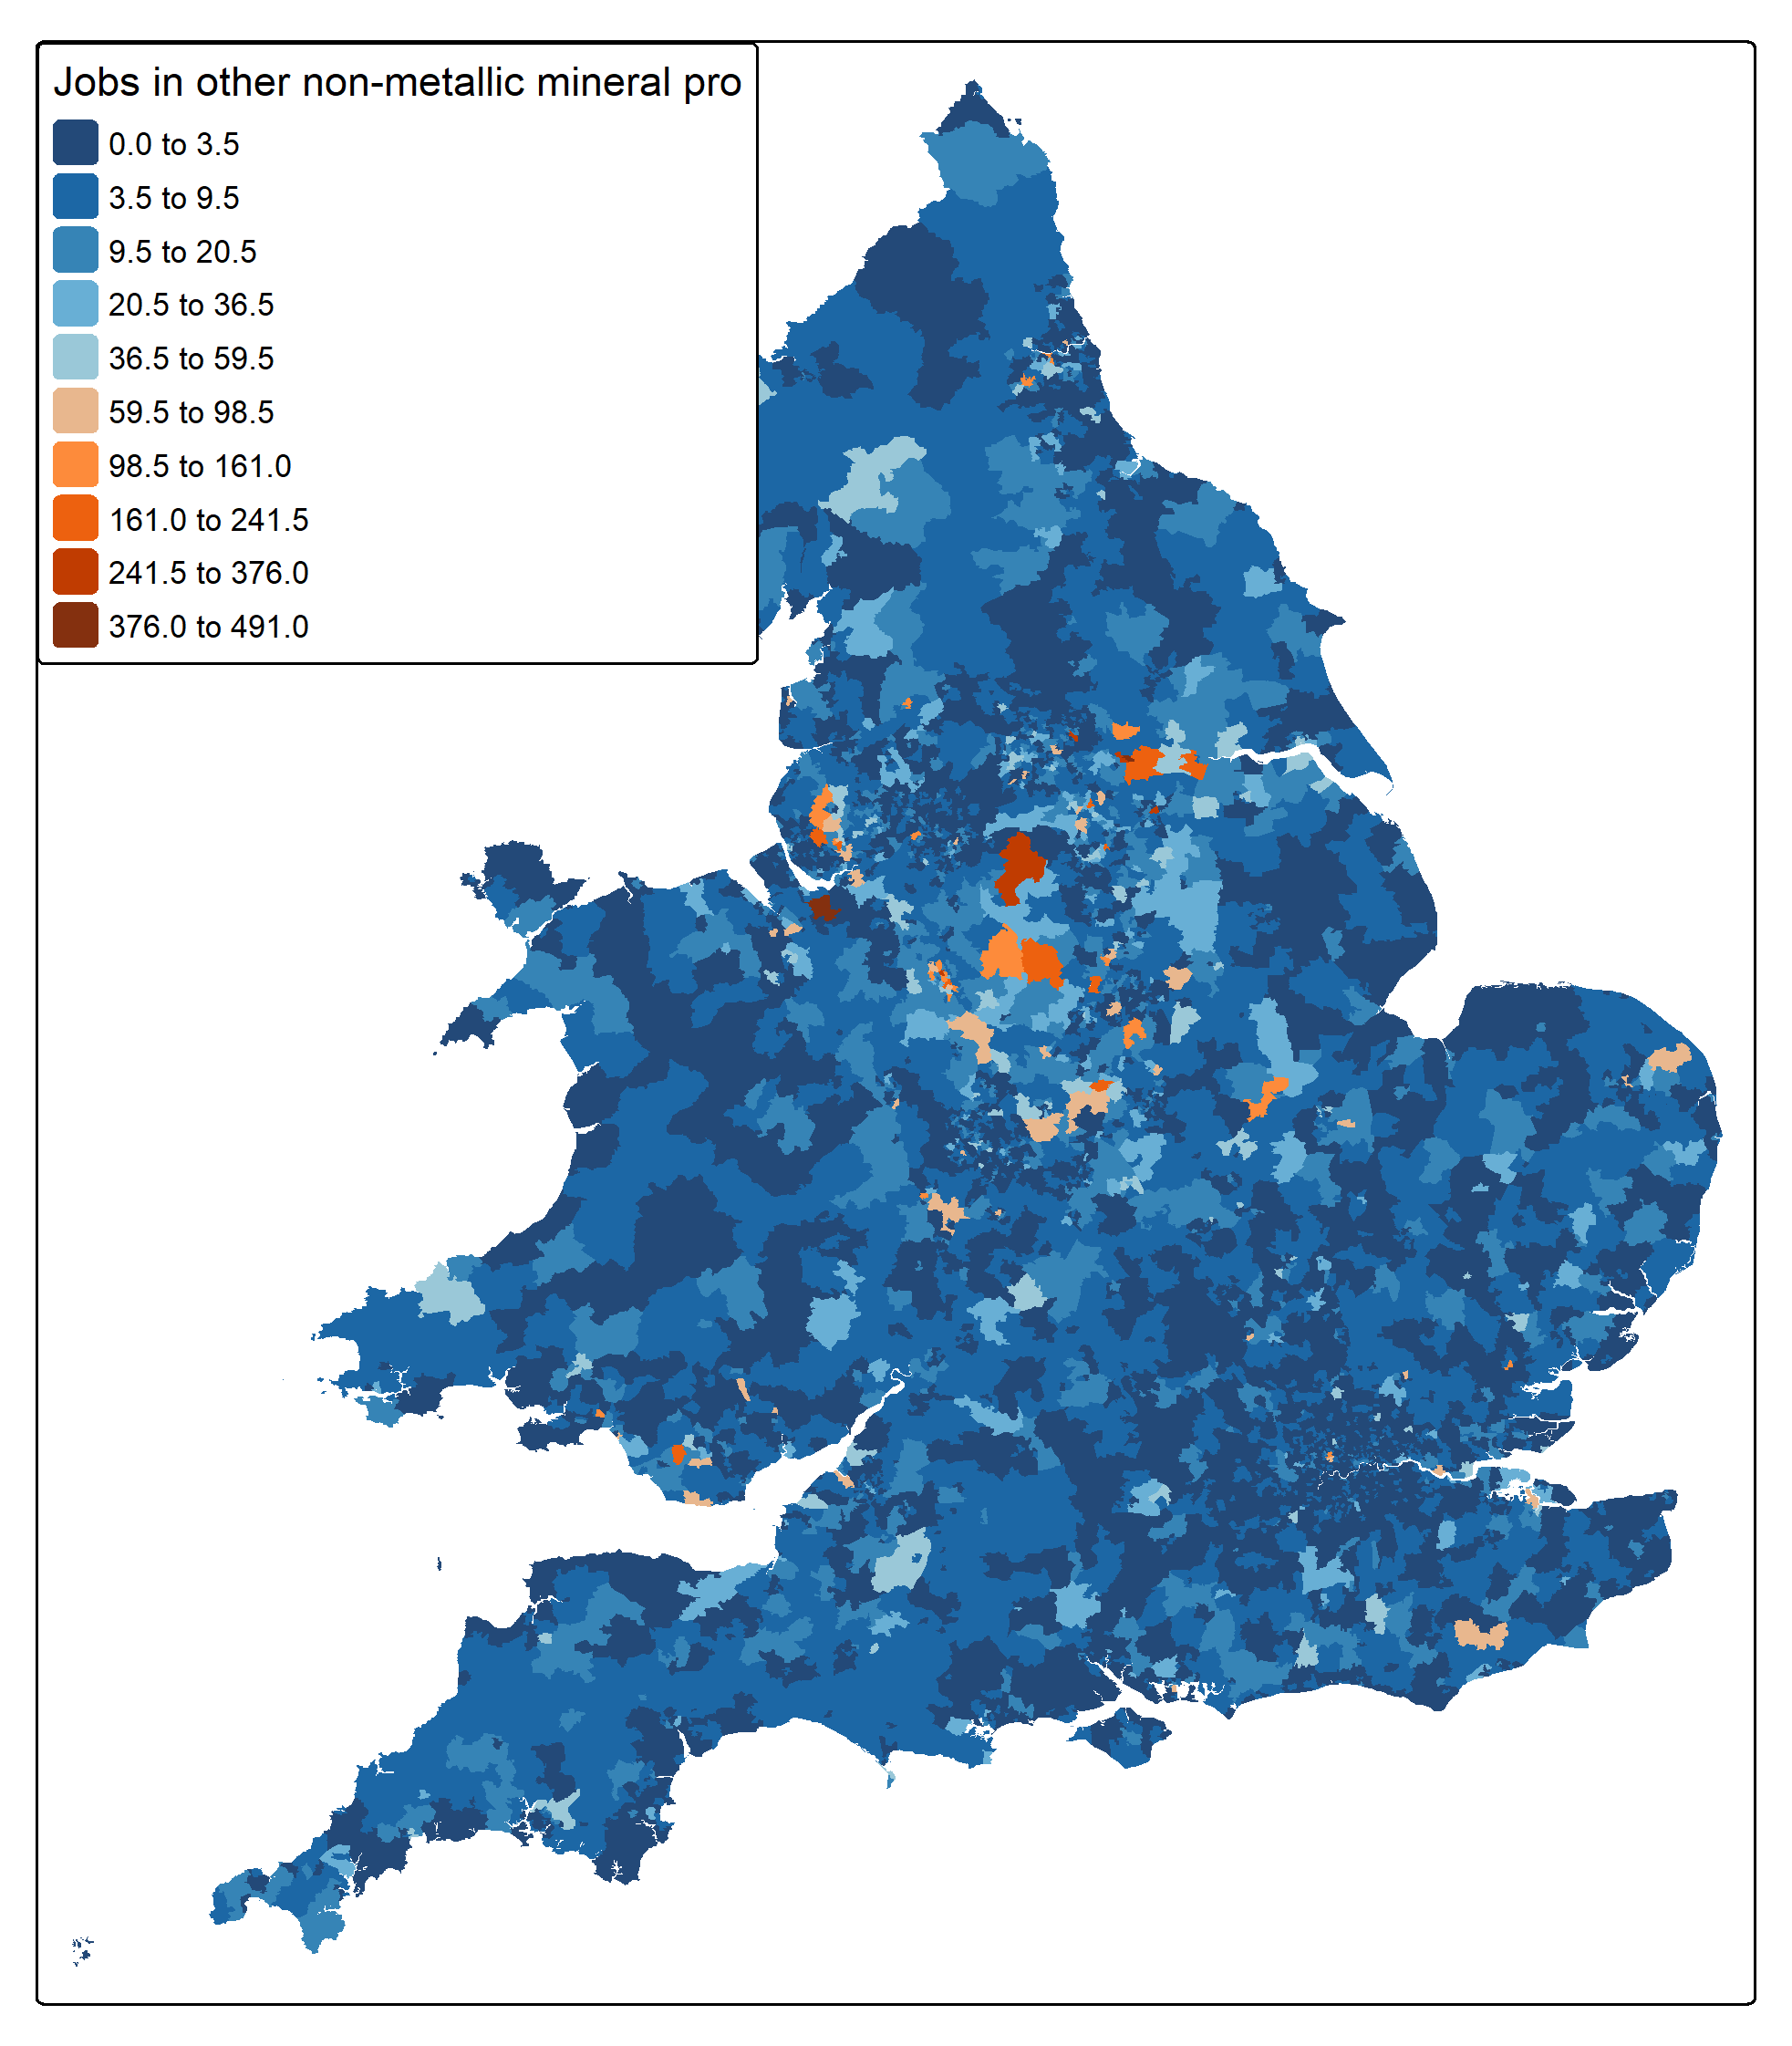 Jobs in other non-metallic mineral pro
0.0 to 3.5
3.5 to 9.5
9.5 to 20.5
20.5 to 36.5
36.5 to 59.5
59.5 to 98.5
98.5 to 161.0
161.0 to 241.5
241.5 to 376.0
376.0 to 491.0